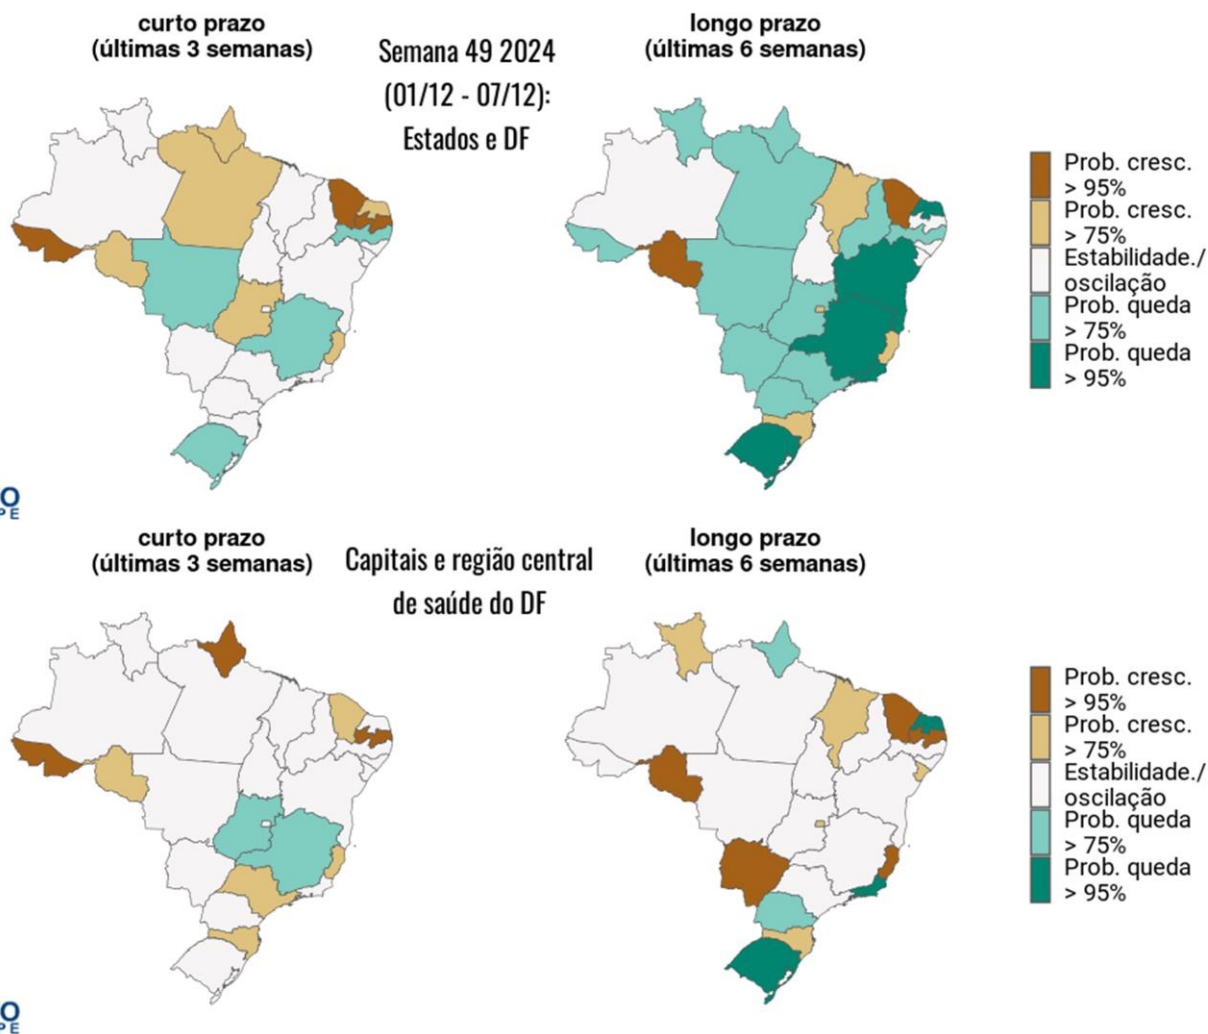 curto prazo
(últimas 3 semanas)
Semana 49 2024
(01/12 - 07/12):
Estados e DF
longo prazo
(últimas 6 semanas)
Prob. cresc.
> 95%
Prob. cresc.
> 75%
Estabilidade./
oscilação
Prob. queda
> 75%
Prob. queda
> 95%
O
PE
curto prazo
(últimas 3 semanas)
Capitais e região central
de saúde do DF
longo prazo
(últimas 6 semanas)
Prob. cresc.
> 95%
Prob. cresc.
> 75%
Estabilidade./
oscilação
Prob. queda
> 75%
Prob. queda
> 95%
O
PE